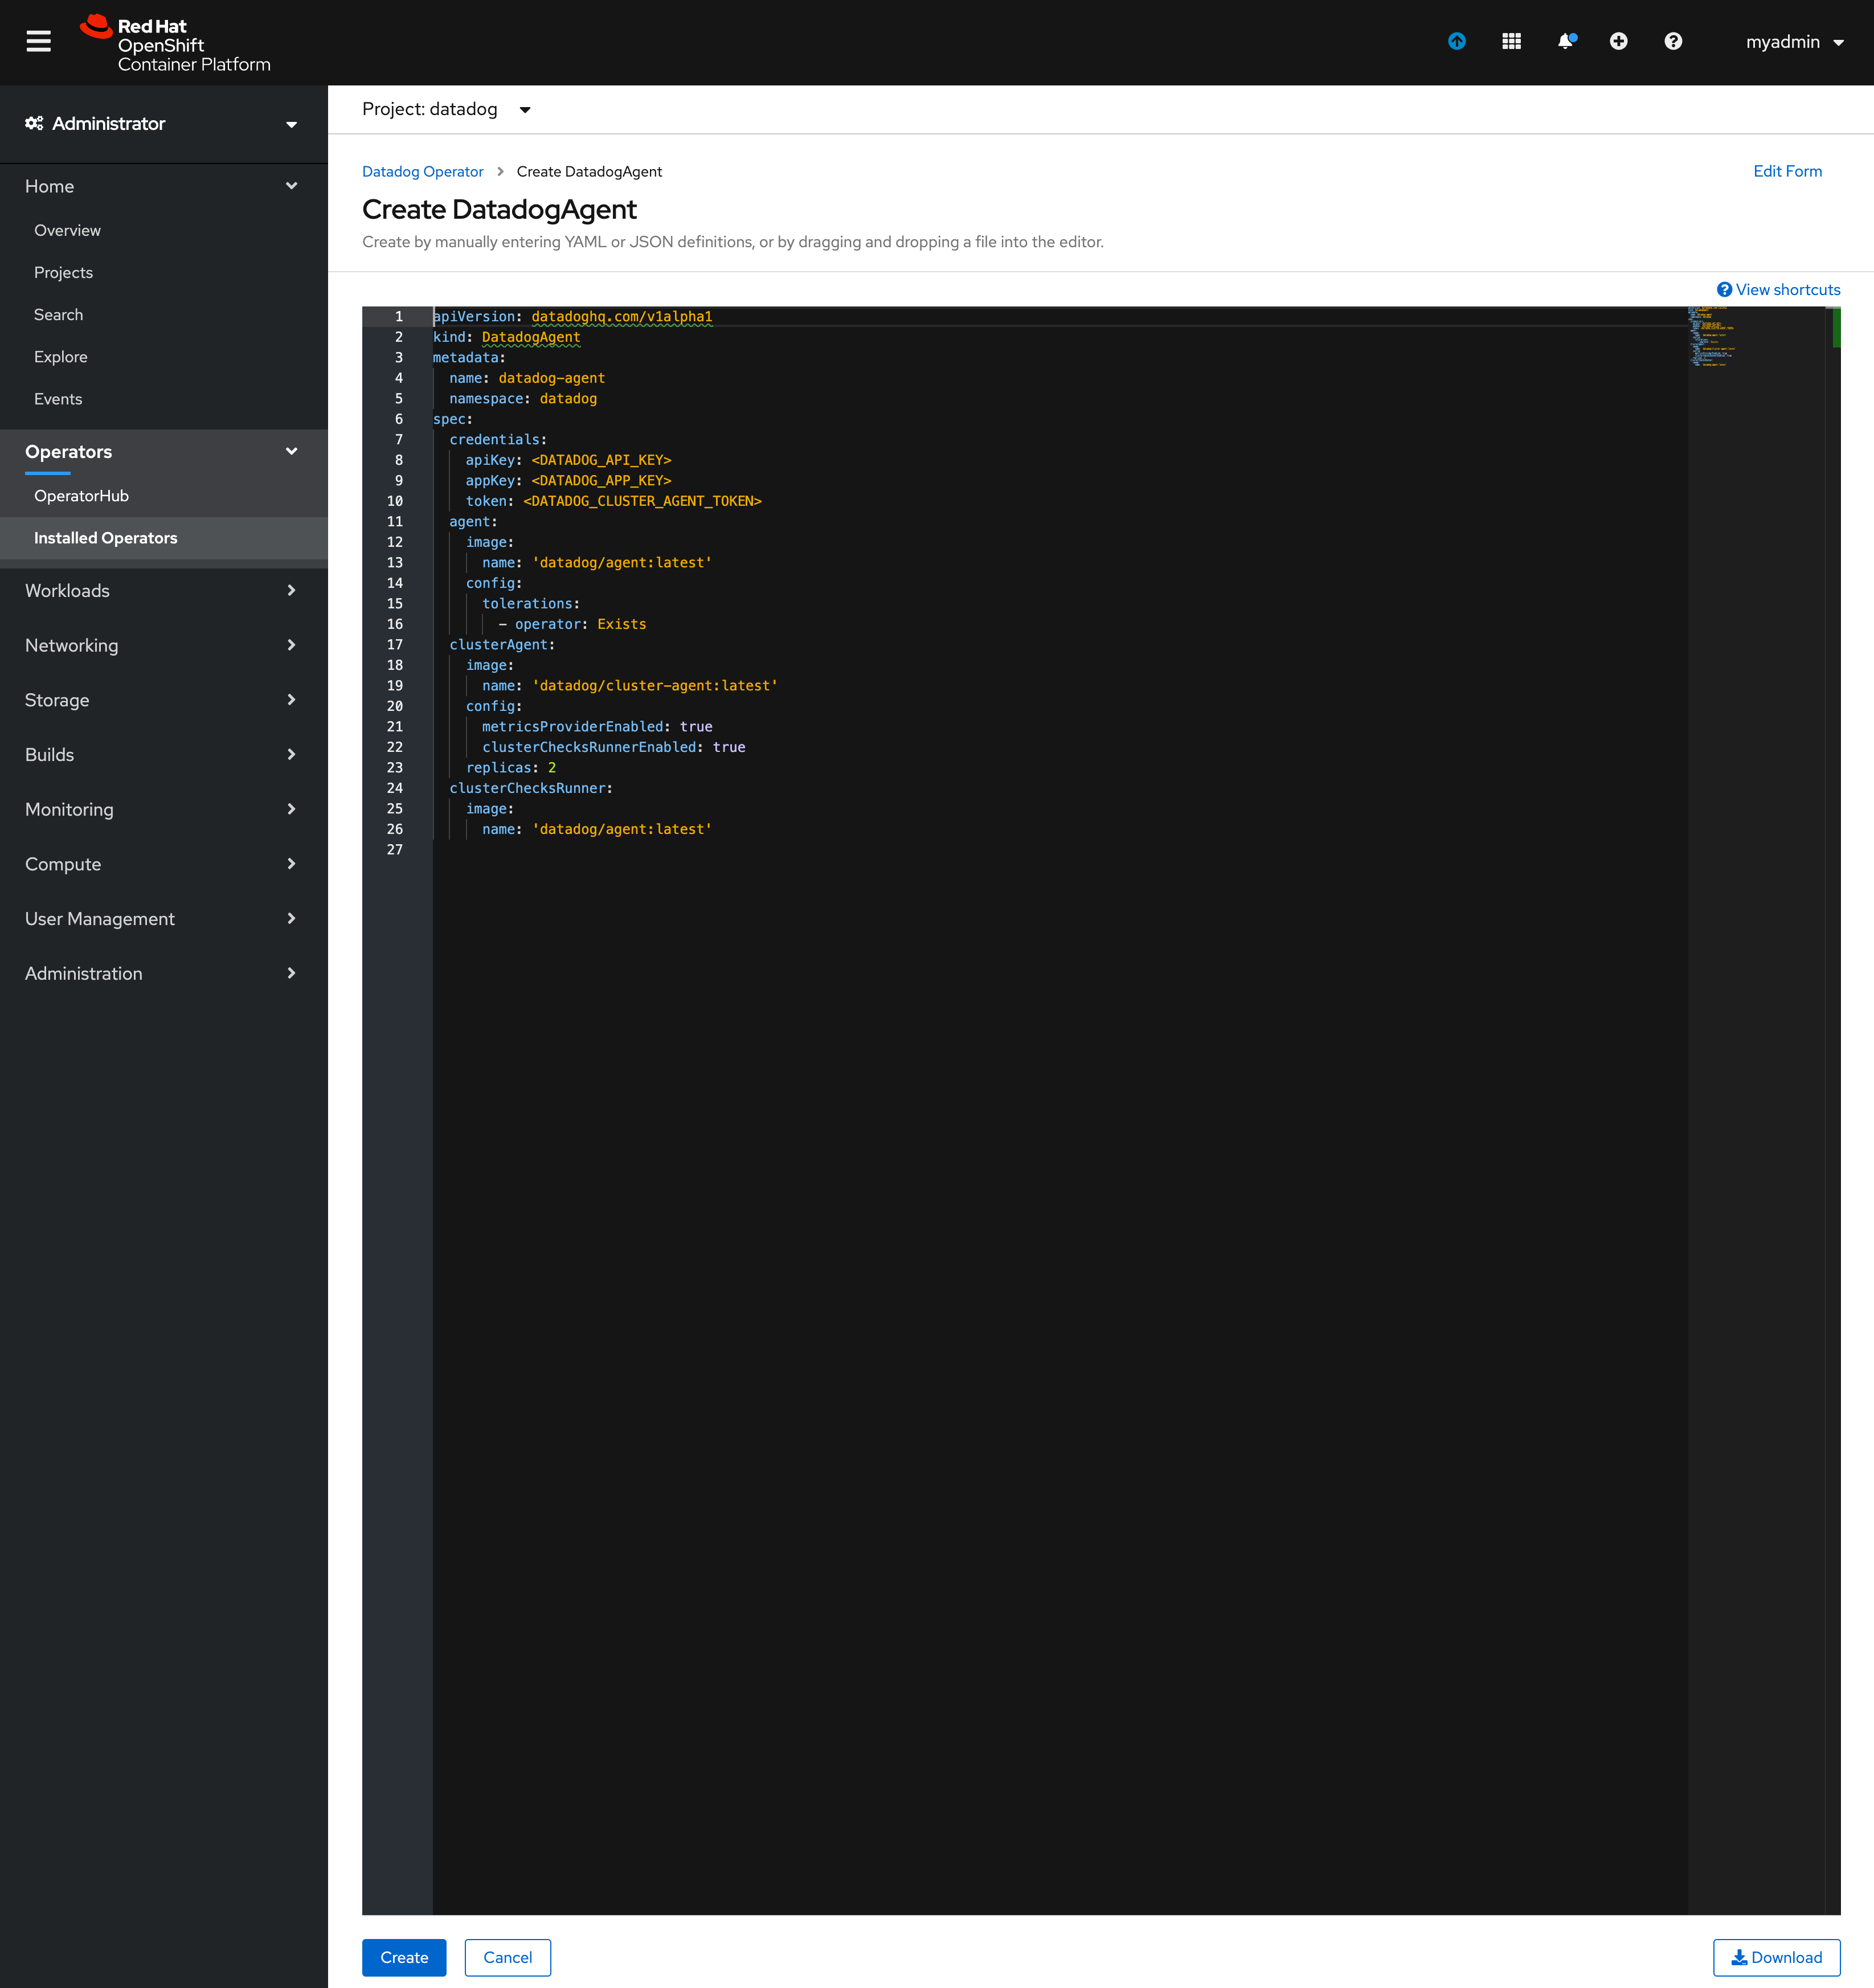 Red Hat
OpenShift
Container Platform
myadmin
Administrator
Home
Overview
Projects
Search
Explore
Events
Operators
OperatorHub
Installed Operators
Workloads
Networking
Storage
Builds
Monitoring
Compute
User Management
Administration
Project: datadog
Datadog Operator > Create DatadogAgent
Edit Form
Create DatadogAgent
Create by manually entering YAML or JSON definitions, or by dragging and dropping a file into the editor.
View shortcuts
1 apiVersion: datadoghq.com/v1alpha1
2 kind: DatadogAgent
3 metadata:
4   name: datadog-agent
5   namespace: datadog
6 spec:
7   credentials:
8     apiKey: <DATADOG_API_KEY>
9     appKey: <DATADOG_APP_KEY>
10     token: <DATADOG_CLUSTER_AGENT_TOKEN>
11   agent:
12     image:
13       name: 'datadog/agent:latest'
14     config:
15       tolerations:
16         - operator: Exists
17   clusterAgent:
18     image:
19       name: 'datadog/cluster-agent:latest'
20     config:
21       metricsProviderEnabled: true
22       clusterChecksRunnerEnabled: true
23     replicas: 2
24   clusterChecksRunner:
25     image:
26       name: 'datadog/agent:latest'
27
Create
Cancel
Download